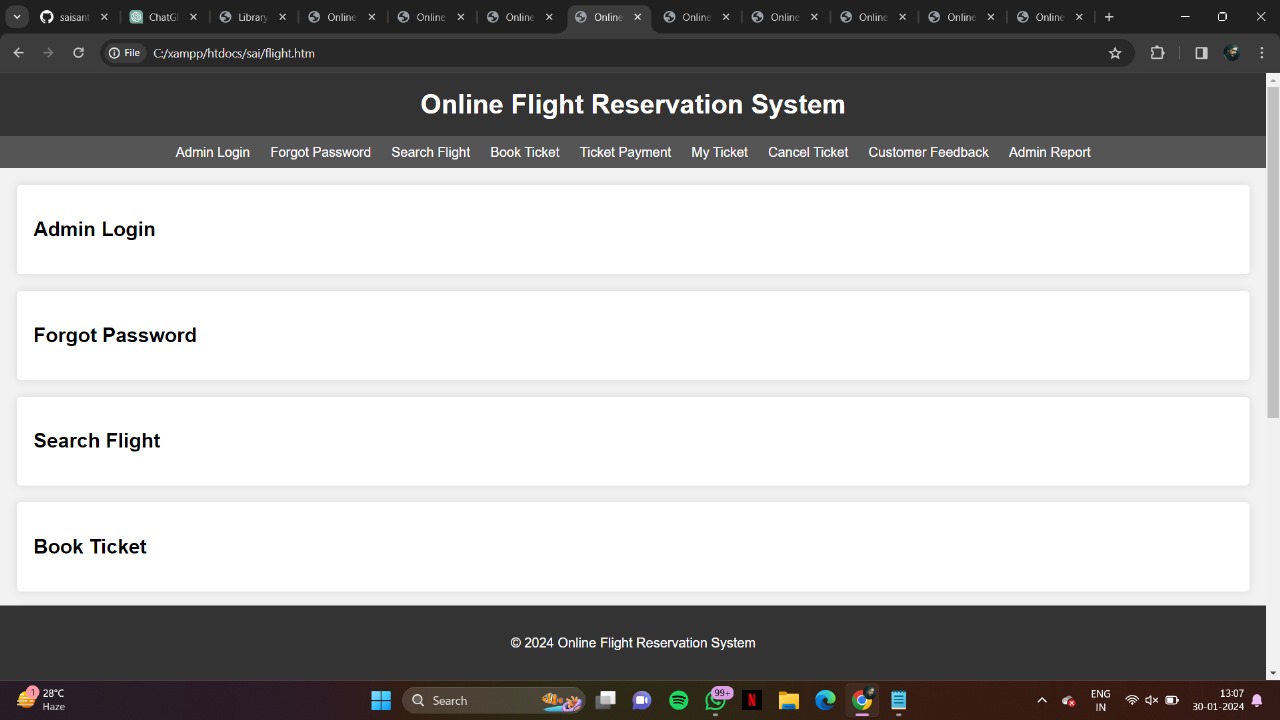 saisant
ChatG
Library
Online
Online
Online
Online
Online
Online
Online
Online
Online
File
C:/xampp/htdocs/sai/flight.htm
Online Flight Reservation System
Admin Login Forgot Password Search Flight Book Ticket Ticket Payment My Ticket Cancel Ticket Customer Feedback Admin Report
Admin Login
Forgot Password
Search Flight
Book Ticket
© 2024 Online Flight Reservation System
1
28°C
Haze
Search
99+
N
ENG
IN
13:07
30-01-2024